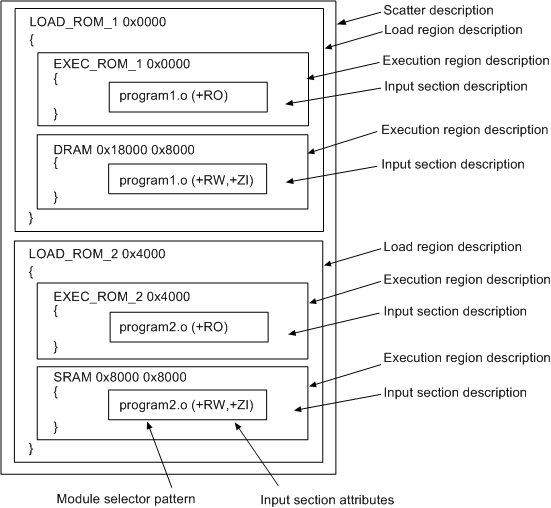 Scatter description
LOAD_ROM_1 0x0000
Load region description
{
EXEC_ROM_1 0x0000
Execution region description
{
program1.o (+RO)
Input section description
}
DRAM 0x18000 0x8000
Execution region description
{
program1.o (+RW,+ZI)
Input section description
}
}
LOAD_ROM_2 0x4000
Load region description
{
EXEC_ROM_2 0x4000
Execution region description
{
program2.o (+RO)
Input section description
}
SRAM 0x8000 0x8000
Execution region description
{
program2.o (+RW,+ZI)
Input section description
}
}
Module selector pattern
Input section attributes